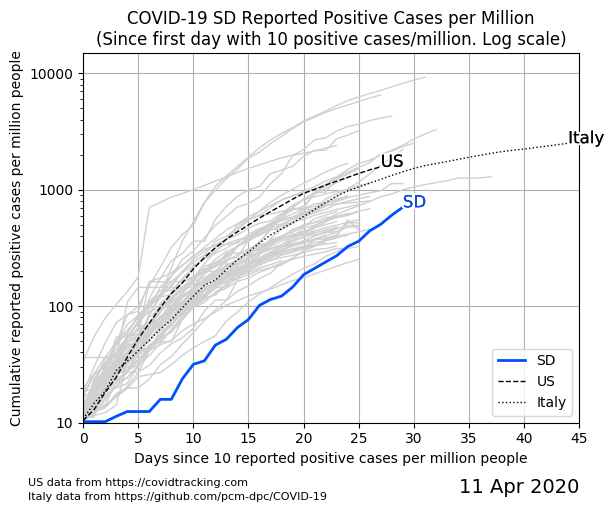 COVID-19 SD Reported Positive Cases per Million
(Since first day with 10 positive cases/million. Log scale)
Cumulative reported positive cases per million people
10000
1000
100
10
Italy
US
SD
SD
US
Italy
0 5 10 15 20 25 30 35 40 45
Days since 10 reported positive cases per million people
US data from https://covidtracking.com
Italy data from https://github.com/pcm-dpc/COVID-19
11 Apr 2020